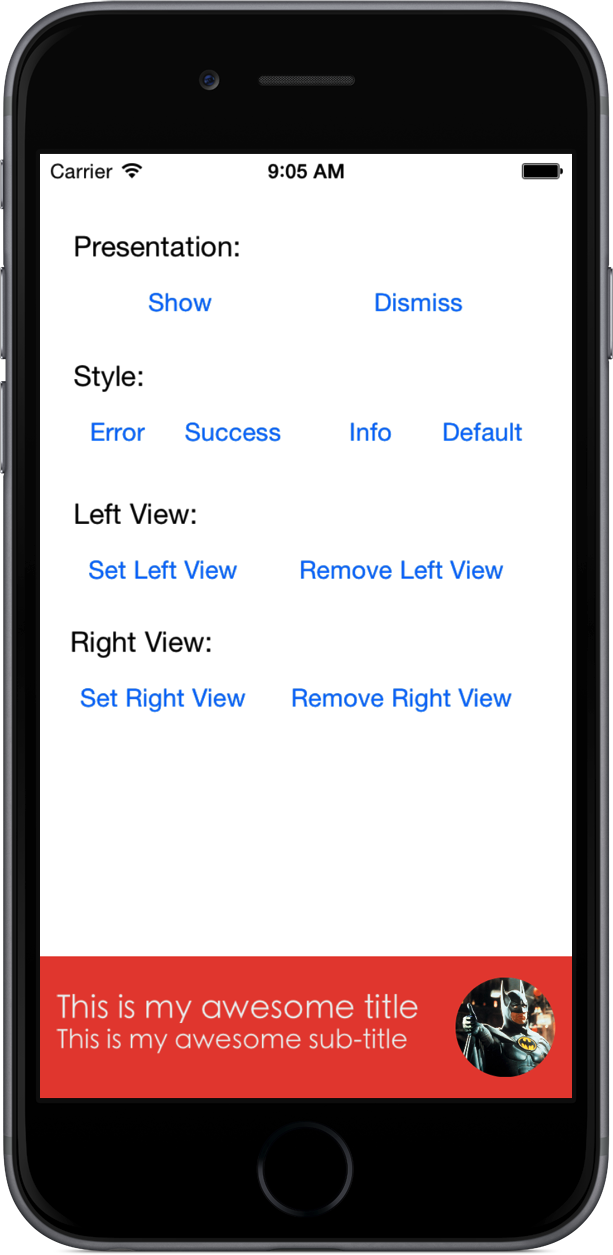 Carrier 9:05 AM
Presentation:
Show Dismiss
Style:
Error Success Info Default
Left View:
Set Left View Remove Left View
Right View:
Set Right View Remove Right View
This is my awesome title
This is my awesome sub-title